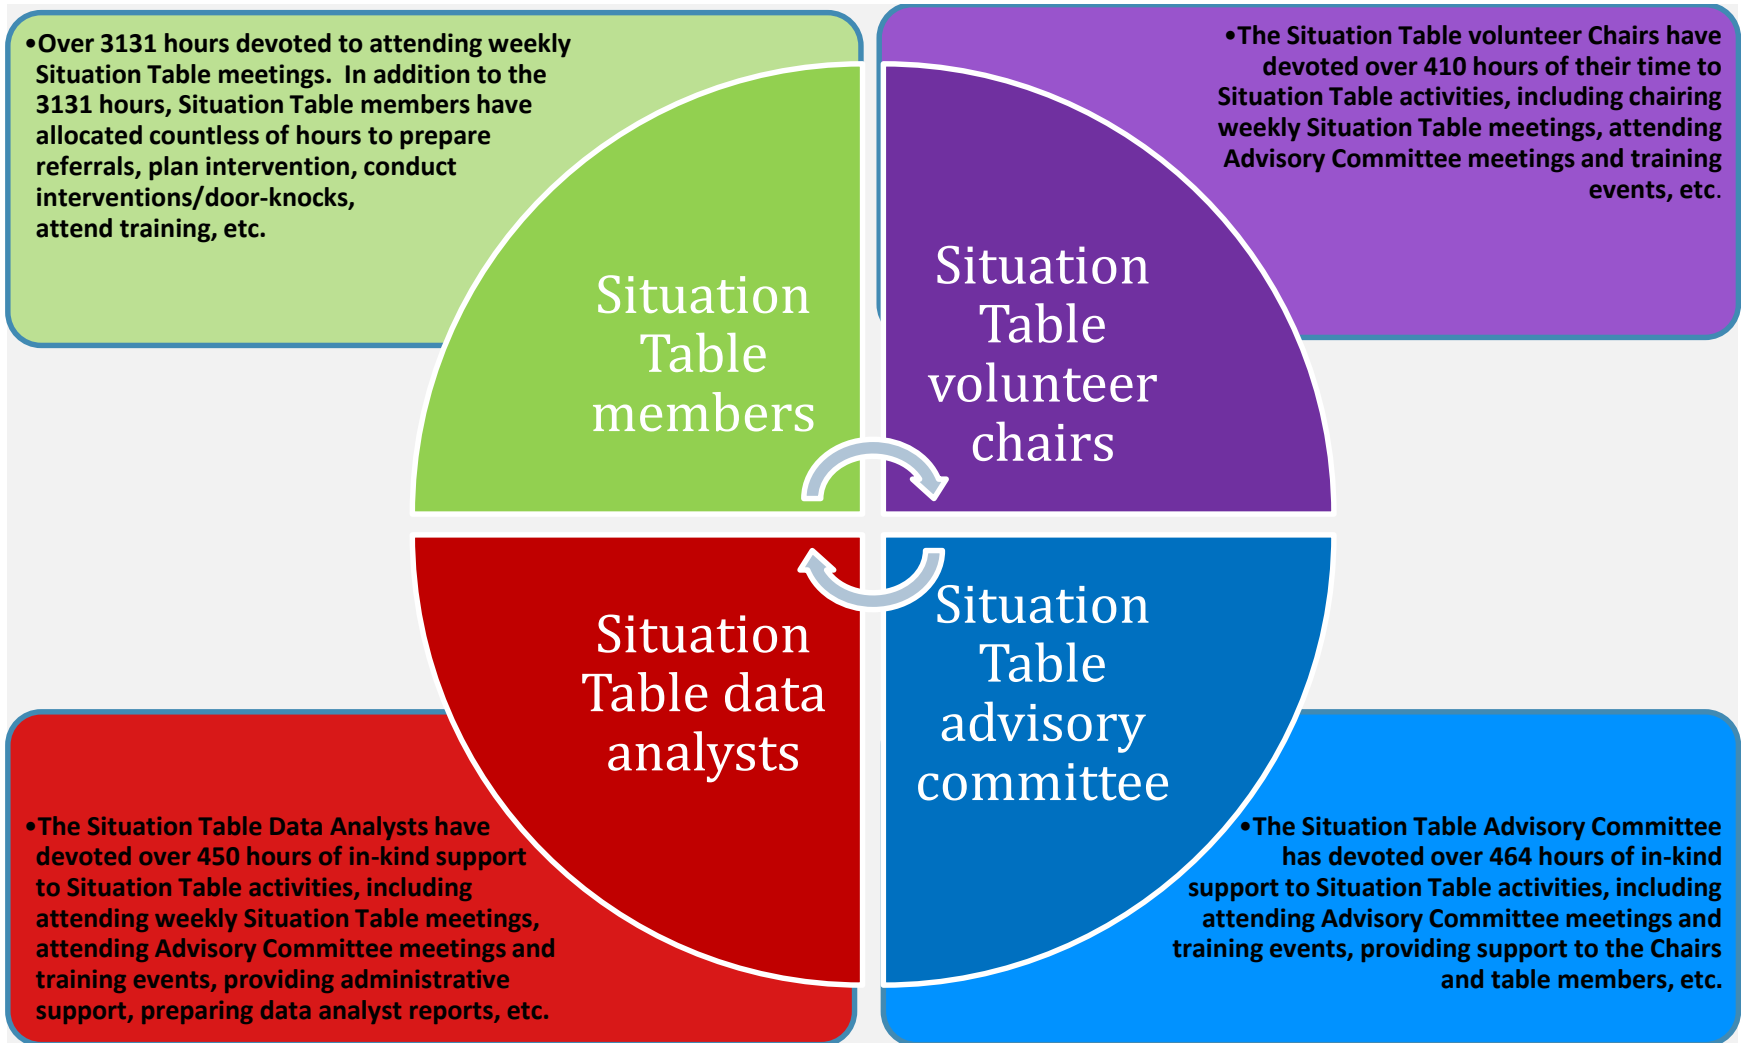 •Over 3131 hours devoted to attending weekly
Situation Table meetings.  In addition to the
3131 hours, Situation Table members have
allocated countless of hours to prepare
referrals, plan intervention, conduct
interventions/door-knocks,
attend training, etc.
•The Situation Table volunteer Chairs have
devoted over 410 hours of their time to
Situation Table activities, including chairing
weekly Situation Table meetings, attending
Advisory Committee meetings and training
events, etc.
Situation
Table
members
Situation
Table
volunteer
chairs
Situation
Table data
analysts
Situation
Table
advisory
committee
•The Situation Table Data Analysts have
devoted over 450 hours of in-kind support
to Situation Table activities, including
attending weekly Situation Table meetings,
attending Advisory Committee meetings and
training events, providing administrative
support, preparing data analyst reports, etc.
•The Situation Table Advisory Committee
has devoted over 464 hours of in-kind
support to Situation Table activities, including
attending Advisory Committee meetings and
training events, providing support to the Chairs
and table members, etc.